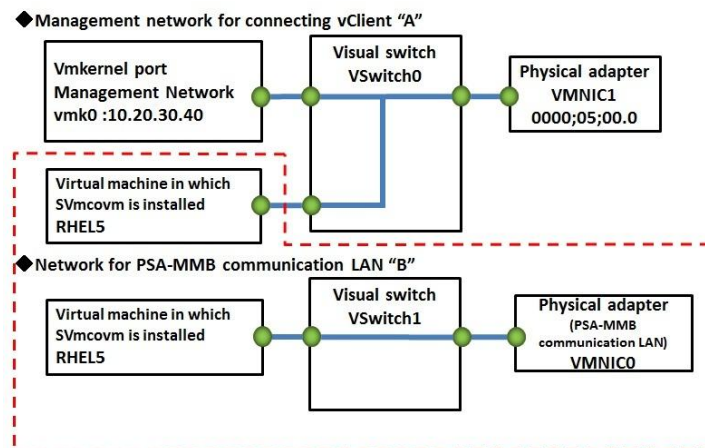 ◆Management network for connecting vClient “A”
Vmkernel port
Management Network
vmk0 :10.20.30.40
Visual switch
VSwitch0
Physical adapter
VMNIC1
0000;05;00.0
Virtual machine in which
SVmcovm is installed
RHEL5
◆Network for PSA-MMB communication LAN “B”
Virtual machine in which
SVmcovm is installed
RHEL5
Visual switch
VSwitch1
Physical adapter
(PSA-MMB
communication LAN)
VMNIC0